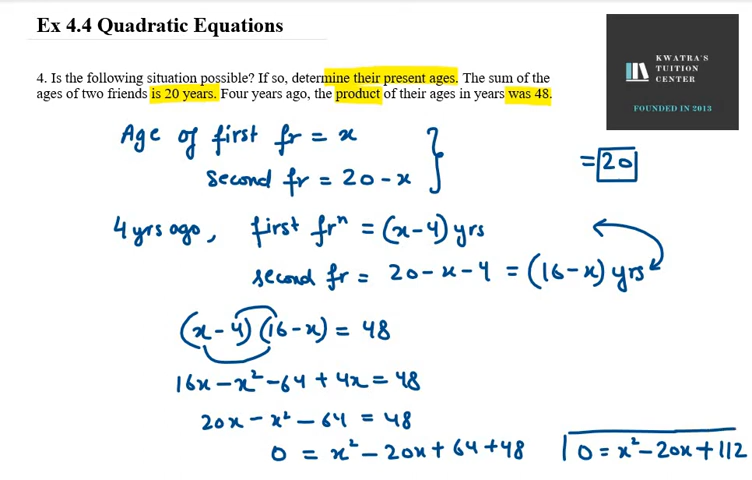 Ex 4.4 Quadratic Equations
KWATRA'S
TUITION
CENTER
FOUNDED IN 2013
4. Is the following situation possible? If so, determine their present ages. The sum of the
ages of two friends is 20 years. Four years ago, the product of their ages in years was 48.
Age of first fr = x
second fr = 20 - x
= 20
4 yrs ago, first frⁿ = (x-4) yrs
second fr = 20 - x - 4 = (16-x) yrs
(x-4) (16-x) = 48
16x - x² - 64 + 4x = 48
20x - x² - 64 = 48
0 = x² - 20x + 64 + 48
0 = x² - 20x + 112